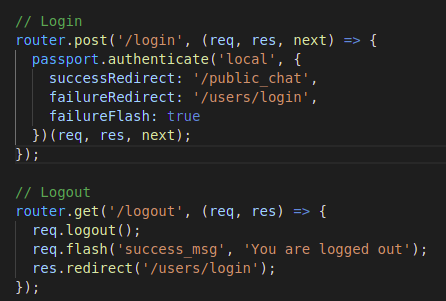 // Login
router.post('/login', (req, res, next) => {
  passport.authenticate('local', {
    successRedirect: '/public_chat',
    failureRedirect: '/users/login',
    failureFlash: true
  })(req, res, next);
});

// Logout
router.get('/logout', (req, res) => {
  req.logout();
  req.flash('success_msg', 'You are logged out');
  res.redirect('/users/login');
});